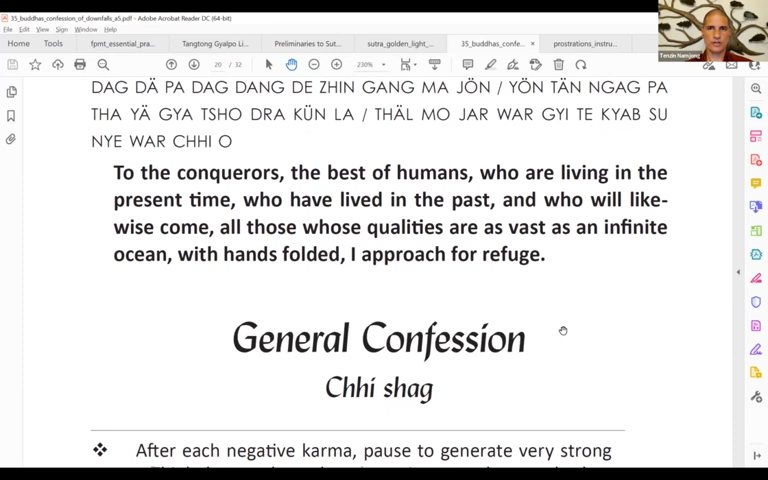 35_buddhas_confession_of_downfalls_a5.pdf - Adobe Acrobat Reader DC (64-bit)
File Edit View Sign Window Help
Home Tools fpmt_essential_pra... Tangtong Gyalpo Li... Preliminaries to Sut... sutra_golden_light_... 35_buddhas_confe... × prostrations_instru...
20 / 32 230%
Tenzin Namjong
DAG DÄ PA DAG DANG DE ZHIN GANG MA JÖN / YÖN TÄN NGAG PA
THA YÄ GYA TSHO DRA KÜN LA / THÄL MO JAR WAR GYI TE KYAB SU
NYE WAR CHHI O
To the conquerors, the best of humans, who are living in the
present time, who have lived in the past, and who will like-
wise come, all those whose qualities are as vast as an infinite
ocean, with hands folded, I approach for refuge.
General Confession
Chhi shag
❖ After each negative karma, pause to generate very strong